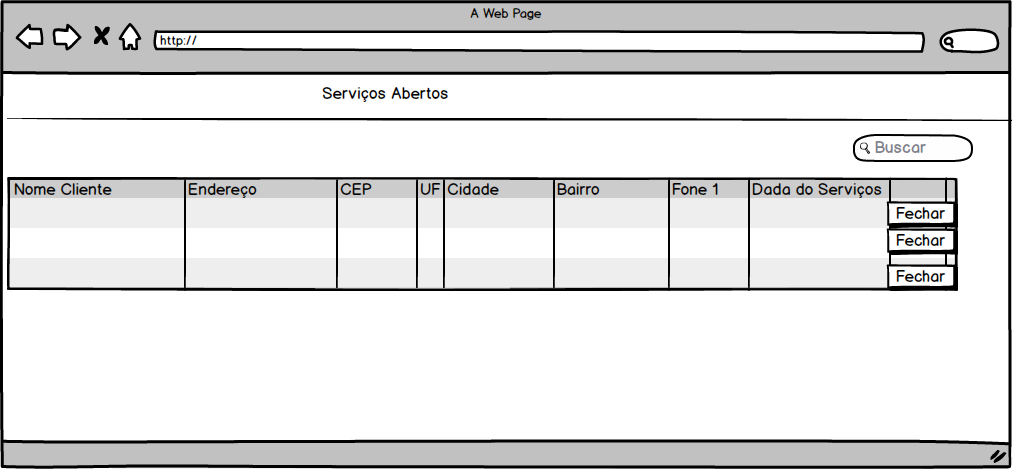 A Web Page
http://
Serviços Abertos
Buscar
Nome Cliente Endereço CEP UF Cidade Bairro Fone 1 Dada do Serviços
Fechar
Fechar
Fechar